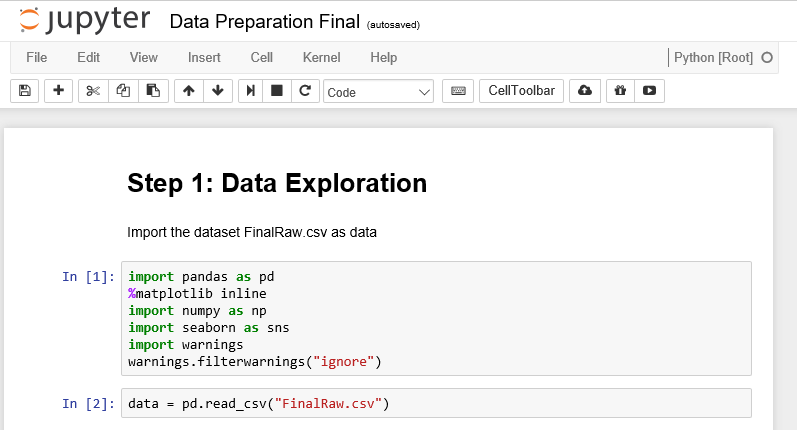 jupyter Data Preparation Final (autosaved)
File Edit View Insert Cell Kernel Help Python [Root]
Code CellToolbar
Step 1: Data Exploration
Import the dataset FinalRaw.csv as data
In [1]: import pandas as pd
%matplotlib inline
import numpy as np
import seaborn as sns
import warnings
warnings.filterwarnings("ignore")
In [2]: data = pd.read_csv("FinalRaw.csv")